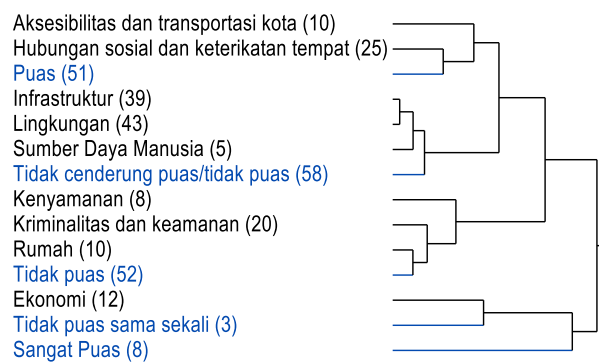 Aksesibilitas dan transportasi kota (10)
Hubungan sosial dan keterikatan tempat (25)
Puas (51)
Infrastruktur (39)
Lingkungan (43)
Sumber Daya Manusia (5)
Tidak cenderung puas/tidak puas (58)
Kenyamanan (8)
Kriminalitas dan keamanan (20)
Rumah (10)
Tidak puas (52)
Ekonomi (12)
Tidak puas sama sekali (3)
Sangat Puas (8)